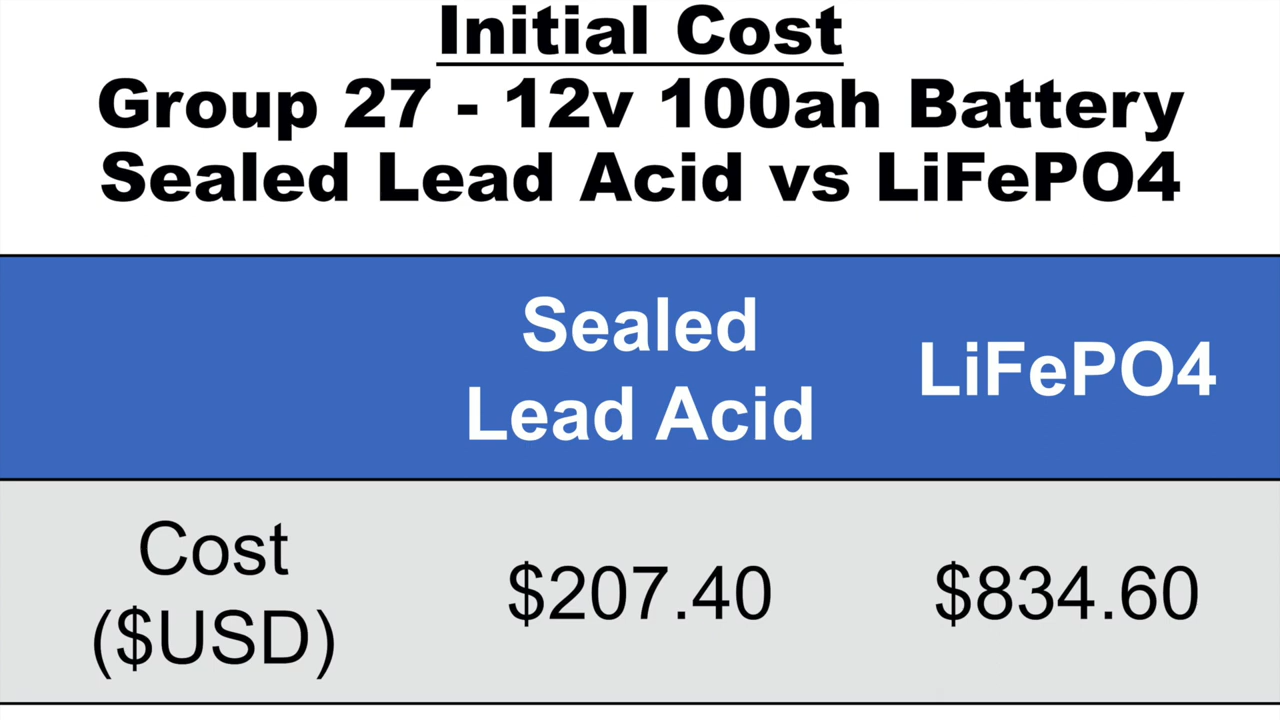 Initial Cost
Group 27 - 12v 100ah Battery
Sealed Lead Acid vs LiFePO4
Sealed
Lead Acid
LiFePO4
Cost
($USD)
$207.40
$834.60